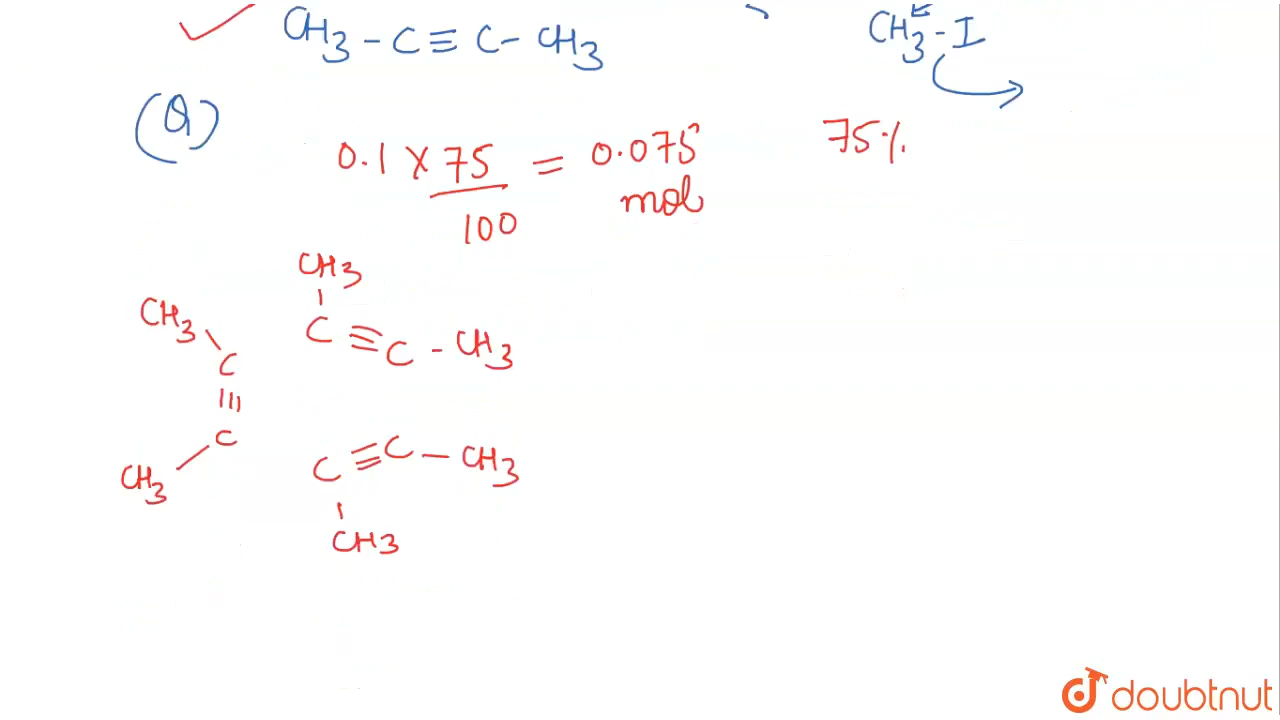 CH3 - C ≡ C - CH3
CH3 - I
(Q)
0.1 × 75/100 = 0.075 mol
75%
CH3
CH3
C
C ≡ C - CH3
|||
C
C ≡ C - CH3
CH3
CH3
doubtnut